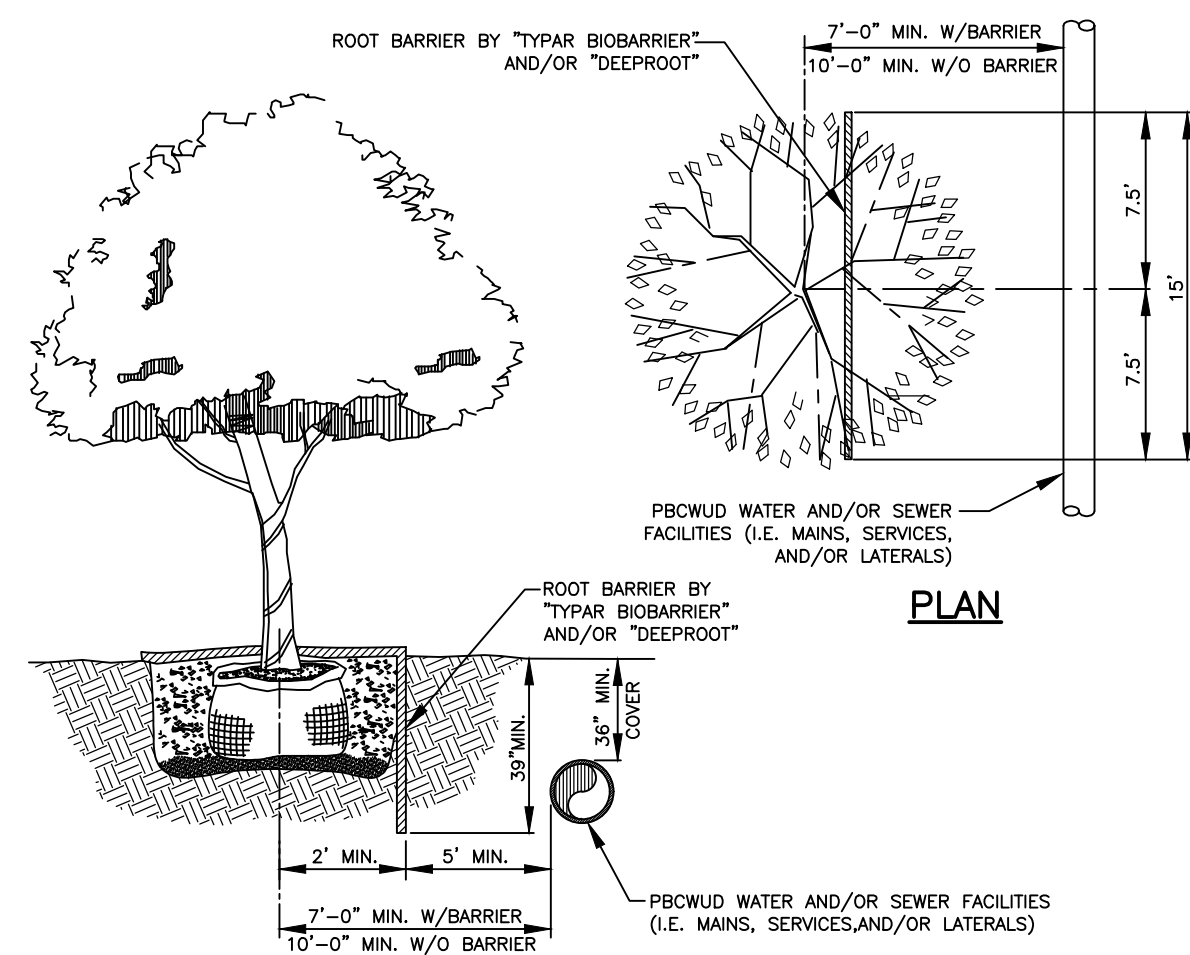 ROOT BARRIER BY "TYPAR BIOBARRIER"
AND/OR "DEEPROOT"
7'-0" MIN. W/BARRIER
10'-0" MIN. W/O BARRIER
7.5'
15'
7.5'
PBCWUD WATER AND/OR SEWER
FACILITIES (I.E. MAINS, SERVICES,
AND/OR LATERALS)
PLAN
ROOT BARRIER BY
"TYPAR BIOBARRIER"
AND/OR "DEEPROOT"
36" MIN.
COVER
39"MIN.
2' MIN.
5' MIN.
7'-0" MIN. W/BARRIER
10'-0" MIN. W/O BARRIER
PBCWUD WATER AND/OR SEWER FACILITIES
(I.E. MAINS, SERVICES,AND/OR LATERALS)